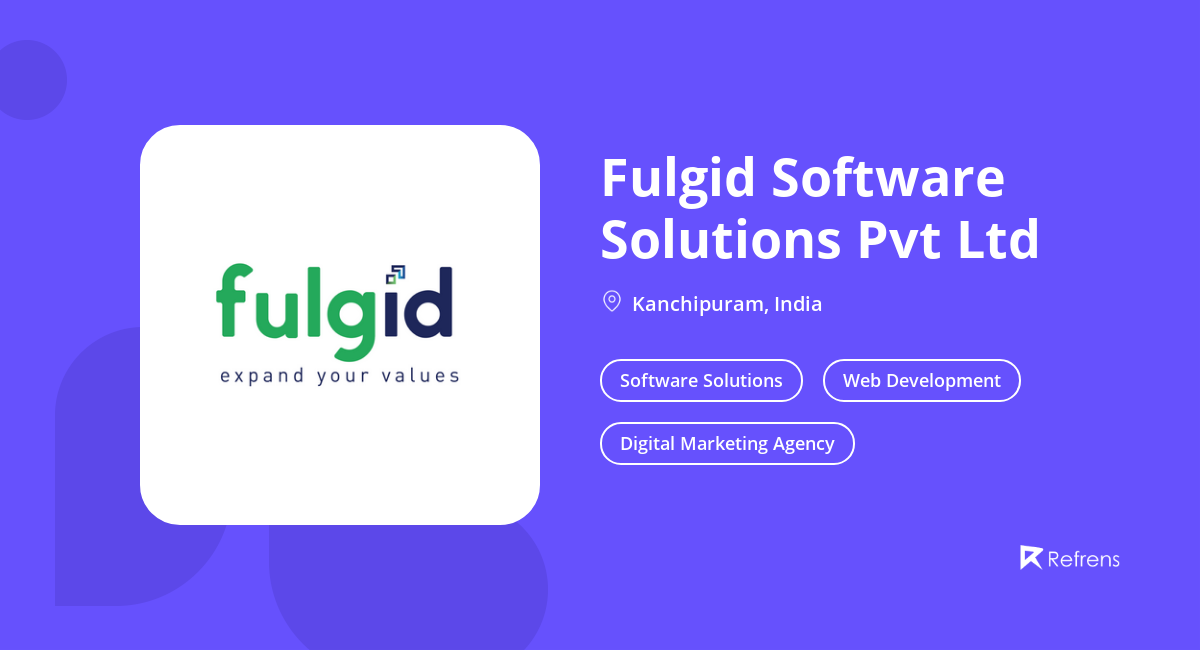 fulgid
expand your values
Fulgid Software
Solutions Pvt Ltd
Kanchipuram, India
Software Solutions
Web Development
Digital Marketing Agency
Refrens